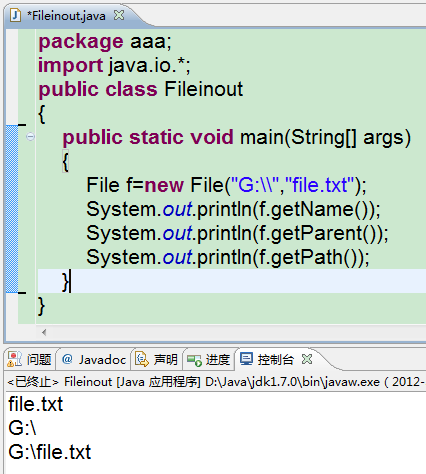 *Fileinout.java
package aaa;
import java.io.*;
public class Fileinout
{
public static void main(String[] args)
{
File f=new File("G:\\","file.txt");
System.out.println(f.getName());
System.out.println(f.getParent());
System.out.println(f.getPath());
}
}
问题 @ Javadoc 声明 进度 控制台
<已终止> Fileinout [Java 应用程序] D:\Java\jdk1.7.0\bin\javaw.exe ( 2012-
file.txt
G:\
G:\file.txt